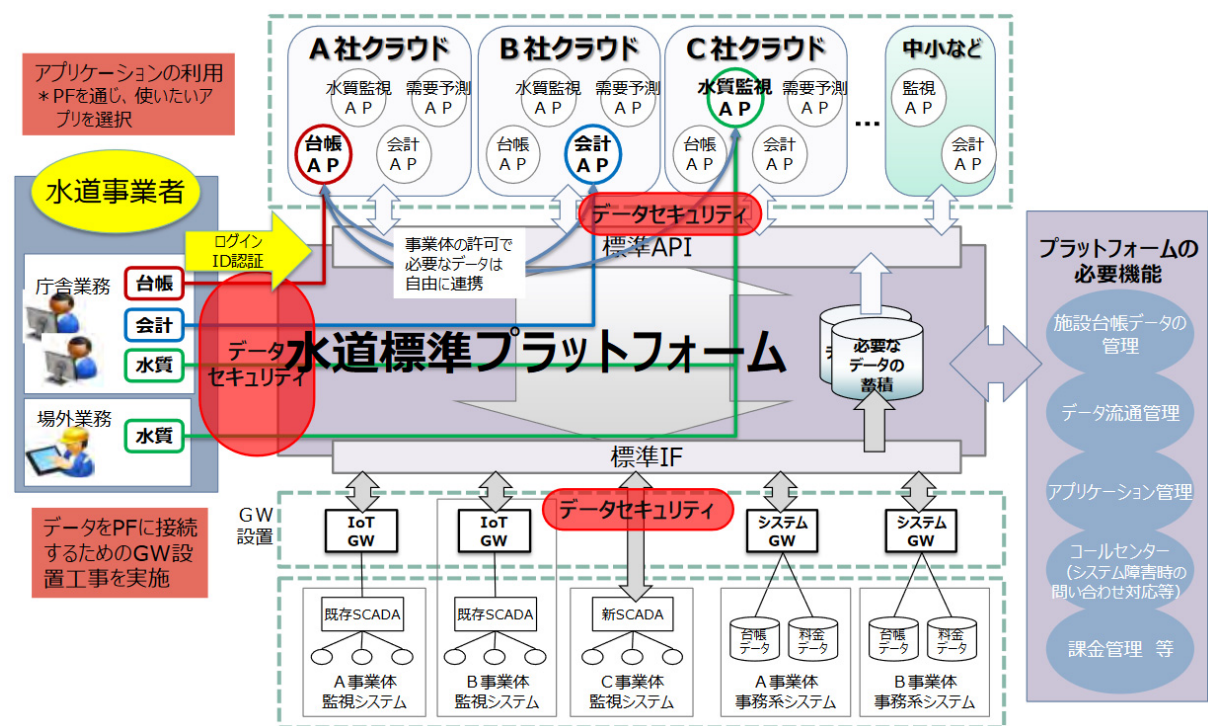 アプリケーションの利用
＊PFを通じ、使いたいア
プリを選択
A社クラウド
水質監視
AP
需要予測
AP
台帳
AP
会計
AP
B社クラウド
水質監視
AP
需要予測
AP
台帳
AP
会計
AP
C社クラウド
水質監視
AP
需要予測
AP
台帳
AP
会計
AP
…
中小など
監視
AP
会計
AP
水道事業者
ログイン
ID認証
庁舎業務
台帳
会計
水質
場外業務
水質
データ
セキュリティ
データセキュリティ
標準API
事業体の許可で
必要なデータは
自由に連携
水道標準プラットフォーム
必要な
データの
蓄積
標準IF
プラットフォームの
必要機能
施設台帳データの
管理
データ流通管理
アプリケーション管理
コールセンター
（システム障害時の
問い合わせ対応等）
課金管理 等
データをPFに接続
するためのGW設
置工事を実施
GW
設置
IoT
GW
IoT
GW
データセキュリティ
システム
GW
システム
GW
既存SCADA
A事業体
監視システム
既存SCADA
B事業体
監視システム
新SCADA
C事業体
監視システム
台帳
データ
料金
データ
A事業体
事務系システム
台帳
データ
料金
データ
B事業体
事務系システム